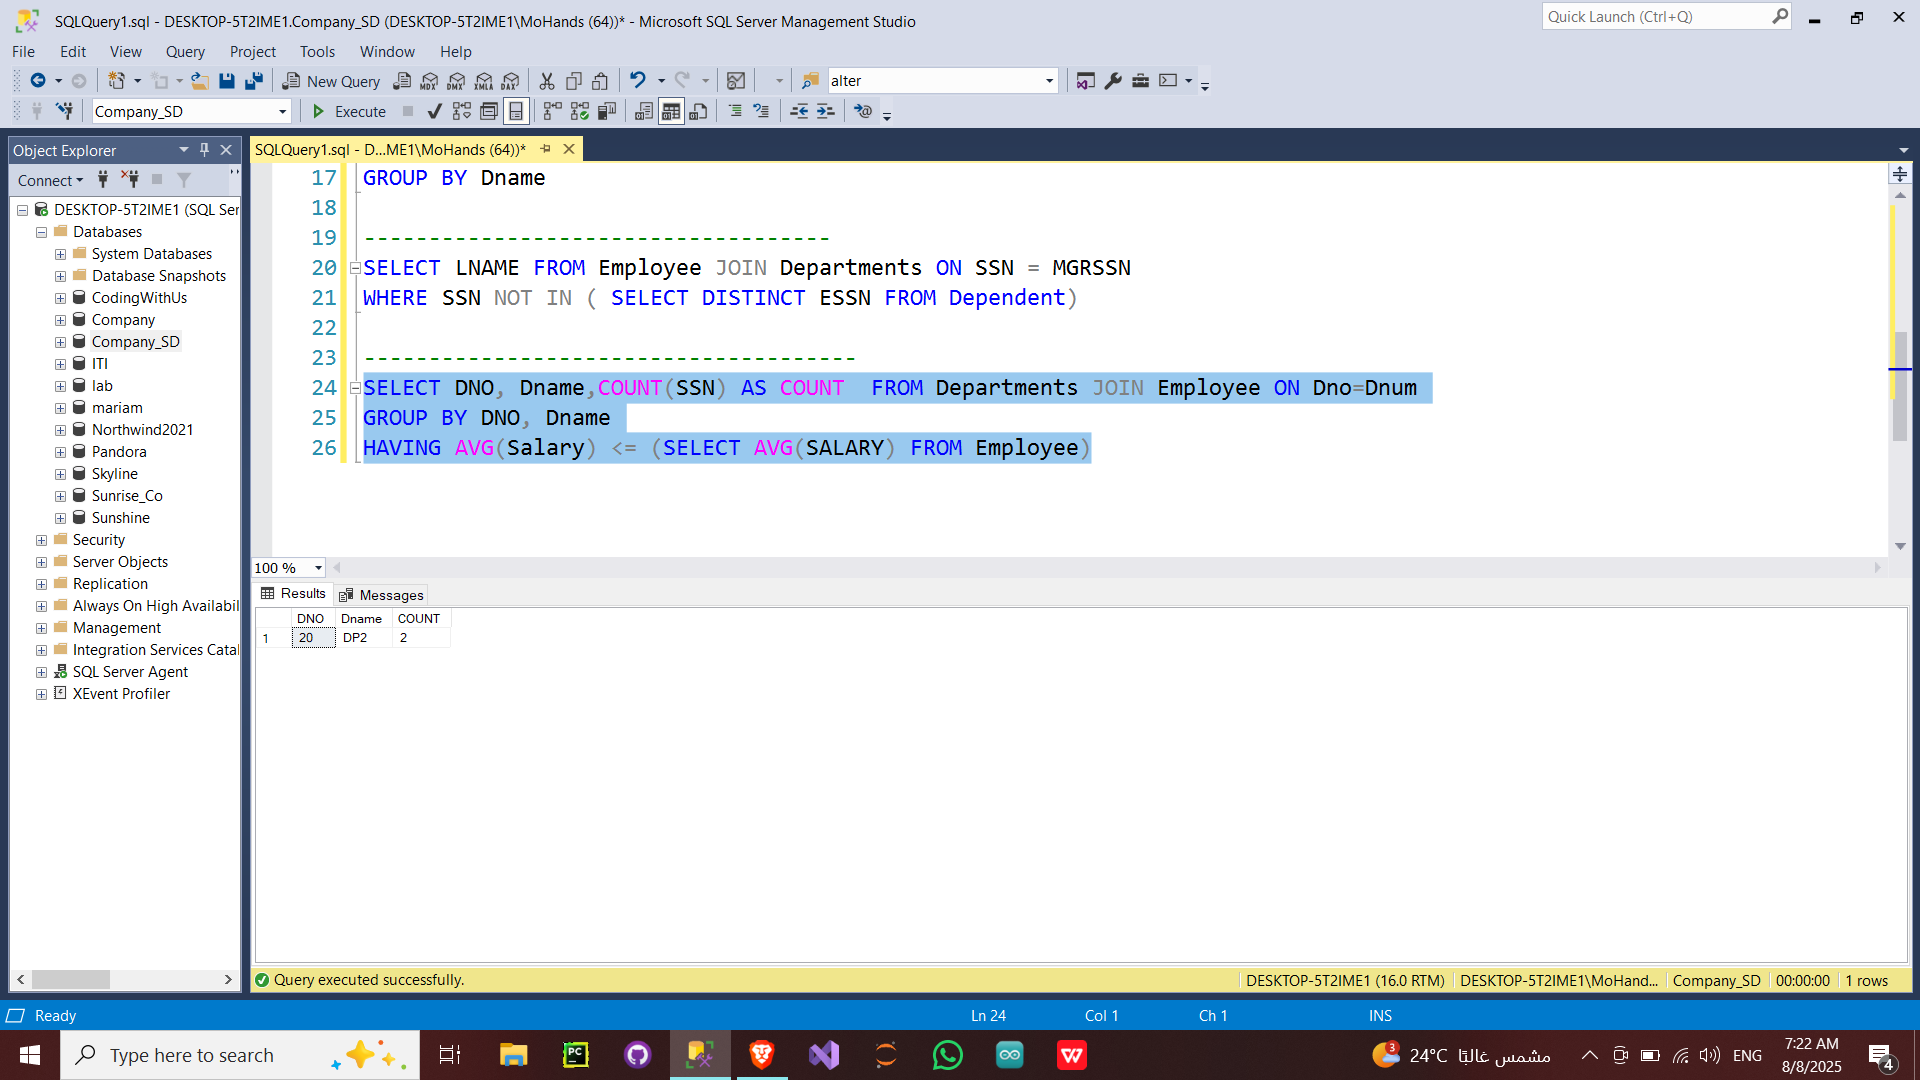 SQLQuery1.sql - DESKTOP-5T2IME1.Company_SD (DESKTOP-5T2IME1\MoHands (64))* - Microsoft SQL Server Management Studio
Quick Launch (Ctrl+Q)
File Edit View Query Project Tools Window Help
New Query MDX DMX XMLA DAX alter
Company_SD Execute
Object Explorer
Connect
DESKTOP-5T2IME1 (SQL Ser
Databases
System Databases
Database Snapshots
CodingWithUs
Company
Company_SD
ITI
lab
mariam
Northwind2021
Pandora
Skyline
Sunrise_Co
Sunshine
Security
Server Objects
Replication
Always On High Availabil
Management
Integration Services Catal
SQL Server Agent
XEvent Profiler
SQLQuery1.sql - D...ME1\MoHands (64))*
17 GROUP BY Dname
18
19 ------------------------------------
20 SELECT LNAME FROM Employee JOIN Departments ON SSN = MGRSSN
21 WHERE SSN NOT IN ( SELECT DISTINCT ESSN FROM Dependent)
22
23 --------------------------------------
24 SELECT DNO, Dname,COUNT(SSN) AS COUNT  FROM Departments JOIN Employee ON Dno=Dnum
25 GROUP BY DNO, Dname
26 HAVING AVG(Salary) <= (SELECT AVG(SALARY) FROM Employee)
100 %
Results Messages
DNO Dname COUNT
1 20 DP2 2
Query executed successfully.
DESKTOP-5T2IME1 (16.0 RTM) DESKTOP-5T2IME1\MoHand... Company_SD 00:00:00 1 rows
Ready Ln 24 Col 1 Ch 1 INS
Type here to search
PC
W
3
24°C مشمس غالبًا
ENG
7:22 AM
8/8/2025
4